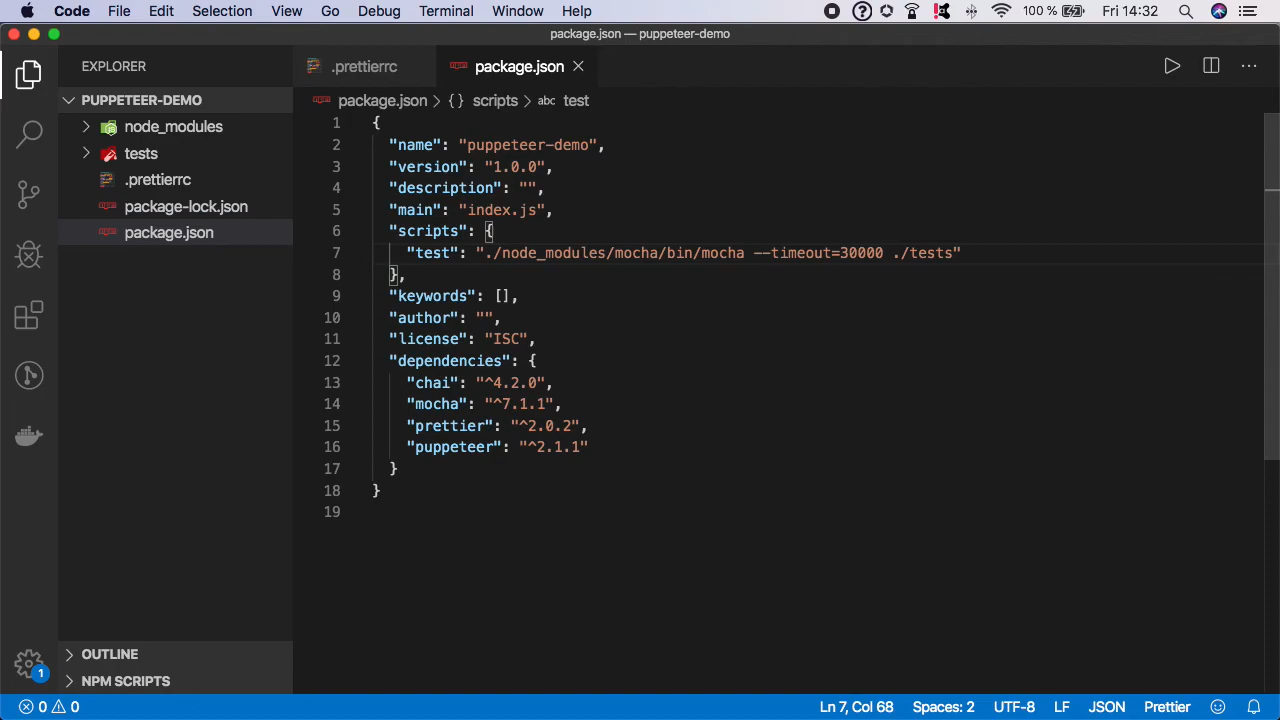 Code File Edit Selection View Go Debug Terminal Window Help 100 % Fri 14:32
package.json — puppeteer-demo
EXPLORER
.prettierrc package.json
PUPPETEER-DEMO
node_modules
tests
.prettierrc
package-lock.json
package.json
package.json > {} scripts > abc test
1 {
2 "name": "puppeteer-demo",
3 "version": "1.0.0",
4 "description": "",
5 "main": "index.js",
6 "scripts": {
7 "test": "./node_modules/mocha/bin/mocha --timeout=30000 ./tests"
8 },
9 "keywords": [],
10 "author": "",
11 "license": "ISC",
12 "dependencies": {
13 "chai": "^4.2.0",
14 "mocha": "^7.1.1",
15 "prettier": "^2.0.2",
16 "puppeteer": "^2.1.1"
17 }
18 }
19
OUTLINE
NPM SCRIPTS
1
0 0 Ln 7, Col 68 Spaces: 2 UTF-8 LF JSON Prettier